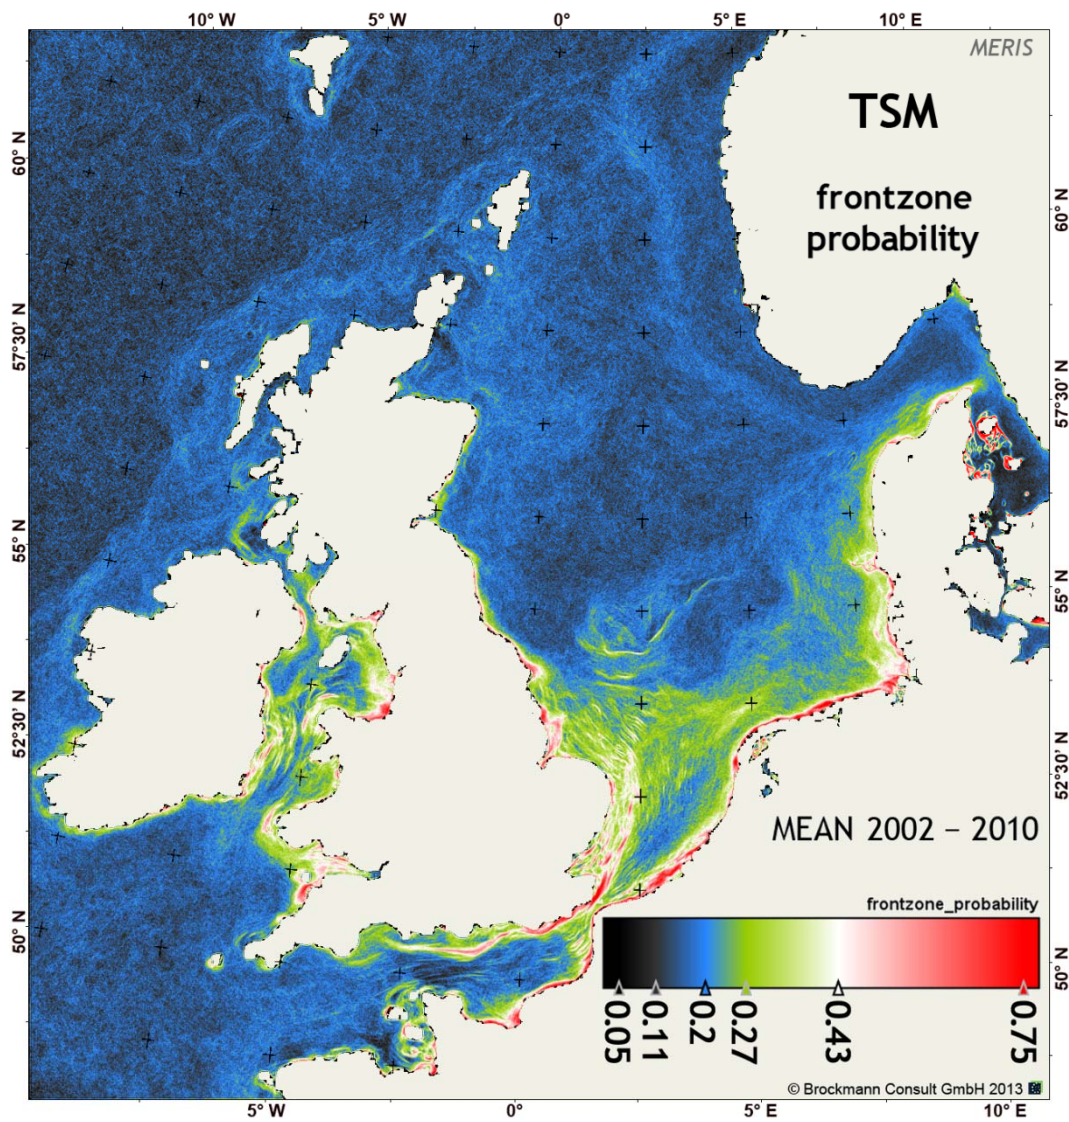 10° W 5° W 0° 5° E 10° E
MERIS
TSM
60° N
60° N
frontzone
probability
57°30' N
57°30' N
55° N
55° N
52°30' N
52°30' N
MEAN 2002 – 2010
frontzone_probability
50° N
50° N
0.05 0.11 0.2 0.27 0.43 0.75
© Brockmann Consult GmbH 2013
5° W 0° 5° E 10° E